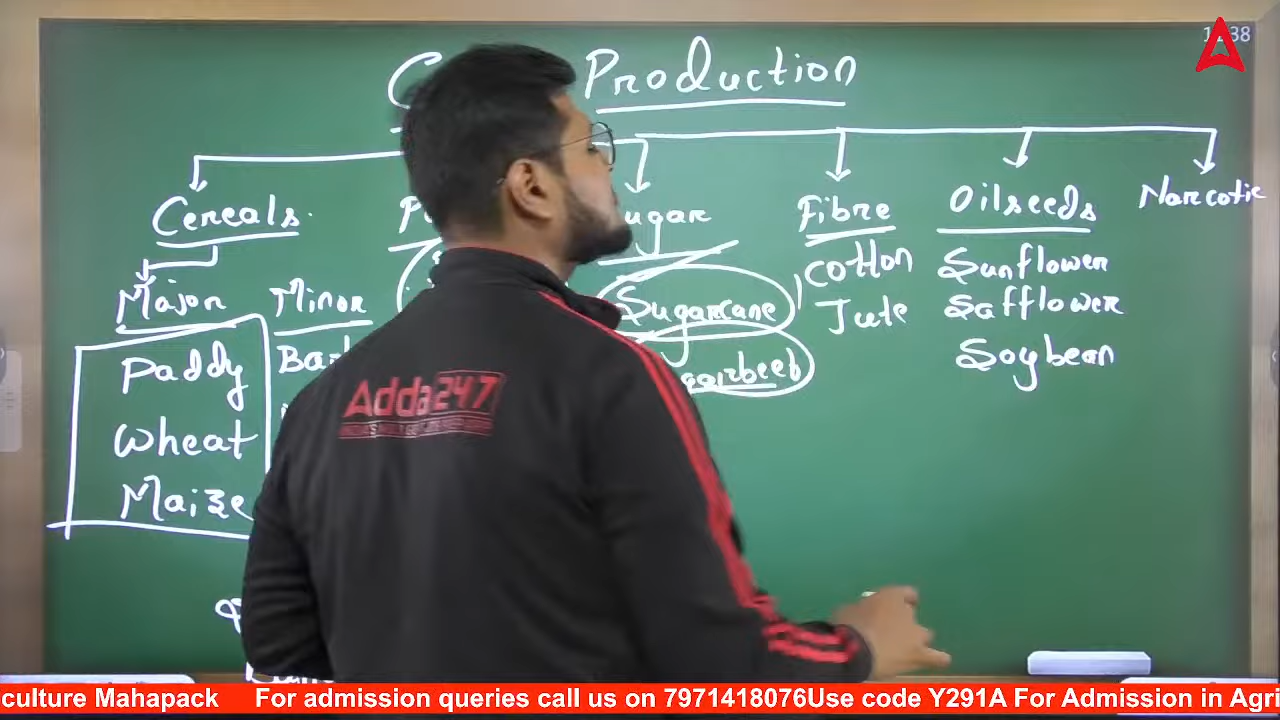 Production
Cereals
Sugar
Fibre
Oilseeds
Narcotic
Major
Minor
Paddy
Wheat
Maize
Sugarcane
Cotton
Jute
Sunflower
Safflower
Soybean
Adda247
culture Mahapack For admission queries call us on 7971418076Use code Y291A For Admission in Agri